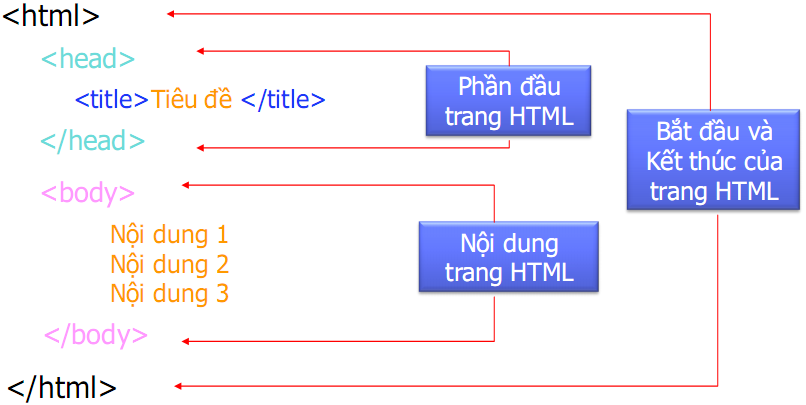 <html>
<head>
<title>Tiêu đề </title>
</head>
<body>
Nội dung 1
Nội dung 2
Nội dung 3
</body>
</html>
Phần đầu
trang HTML
Nội dung
trang HTML
Bắt đầu và
Kết thúc của
trang HTML